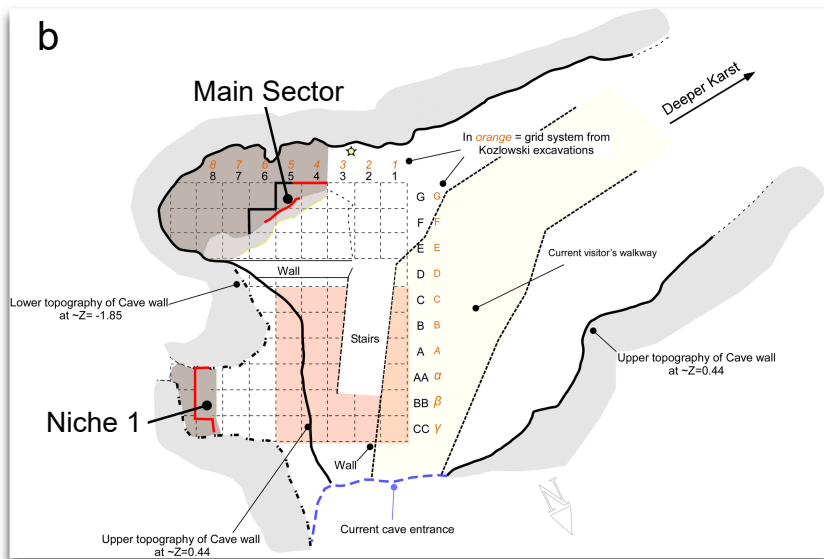 b
Main Sector
Deeper Karst
In orange = grid system from
Kozlowski excavations
8 7 6 5 4 3 2 1
8 7 6 5 4 3 2 1
G G
F F
E E
D D
C C
B B
A A
AA α
BB β
CC γ
Current visitor's walkway
Wall
Lower topography of Cave wall
at ~Z= -1.85
Stairs
Upper topography of Cave wall
at ~Z=0.44
Niche 1
Wall
Current cave entrance
N
Upper topography of Cave wall
at ~Z=0.44